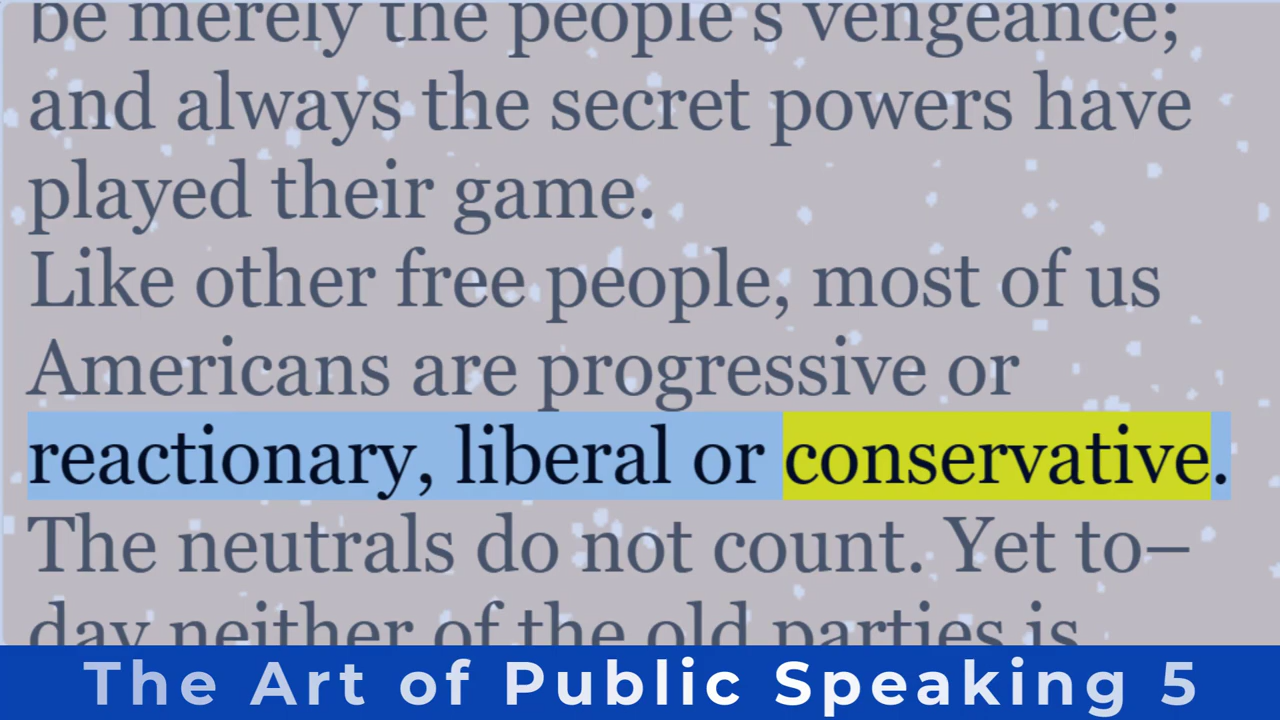 be merely the people's vengeance;
and always the secret powers have
played their game.
Like other free people, most of us
Americans are progressive or
reactionary, liberal or conservative.
The neutrals do not count. Yet to–
day neither of the old parties is
The Art of Public Speaking 5